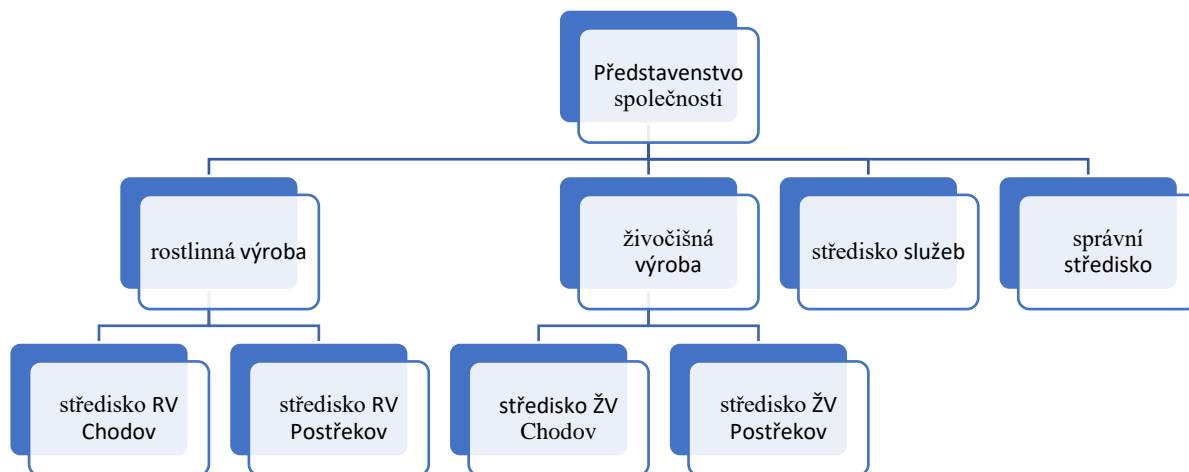 Představenstvo
společnosti
rostlinná výroba
živočišná
výroba
středisko služeb
správní
středisko
středisko RV
Chodov
středisko RV
Postřekov
středisko ŽV
Chodov
středisko ŽV
Postřekov